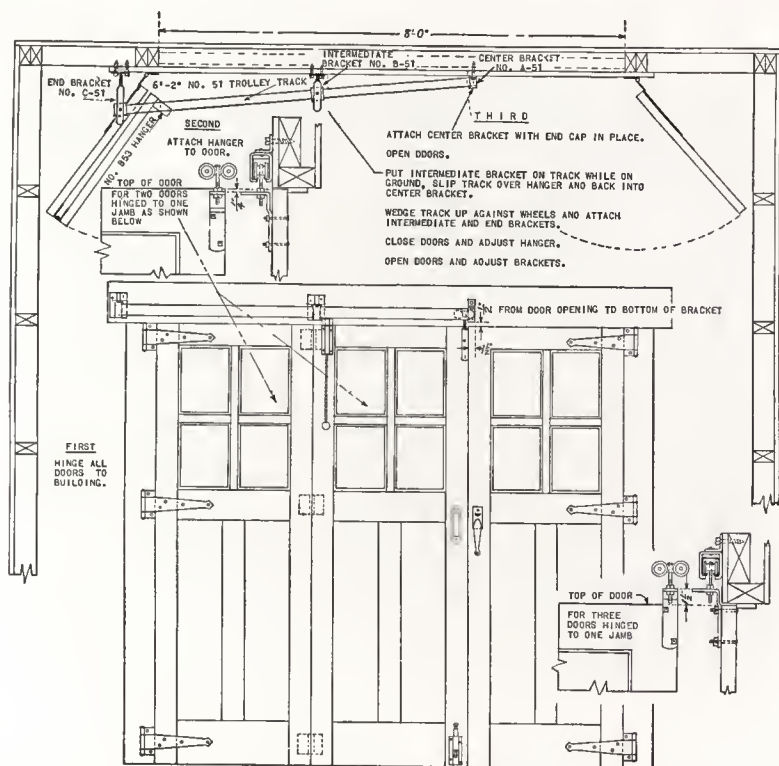 8'-0"
INTERMEDIATE
BRACKET NO. B-51
CENTER BRACKET
NO. A-51
END BRACKET
NO. C-51
6'-2" NO. 51 TROLLEY TRACK
NO. 853 HANGER
SECOND
ATTACH HANGER
TO DOOR.
TOP OF DOOR
FOR TWO DOORS
HINGED TO ONE
JAMB AS SHOWN
BELOW
THIRD
ATTACH CENTER BRACKET WITH END CAP IN PLACE.
OPEN DOORS.
PUT INTERMEDIATE BRACKET ON TRACK WHILE ON
GROUND, SLIP TRACK OVER HANGER AND BACK INTO
CENTER BRACKET.
WEDGE TRACK UP AGAINST WHEELS AND ATTACH
INTERMEDIATE AND END BRACKETS.
CLOSE DOORS AND ADJUST HANGER.
OPEN DOORS AND ADJUST BRACKETS.
FROM DOOR OPENING TO BOTTOM OF BRACKET
FIRST
HINGE ALL
DOORS TO
BUILDING.
TOP OF DOOR
FOR THREE
DOORS HINGED
TO ONE JAMB